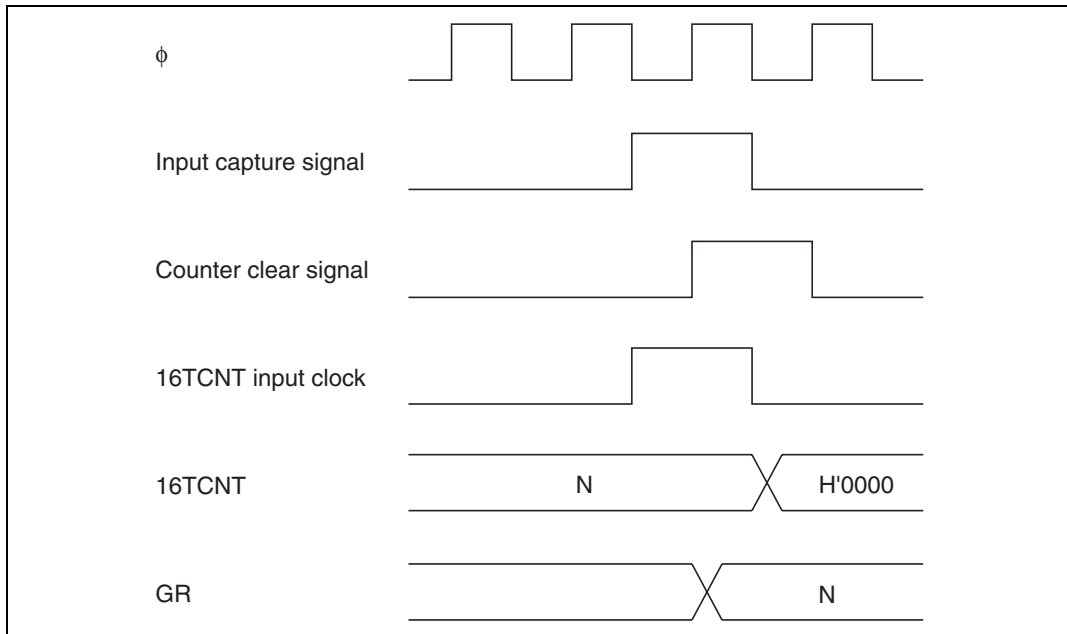 ϕ
Input capture signal
Counter clear signal
16TCNT input clock
16TCNT
N
H'0000
GR
N